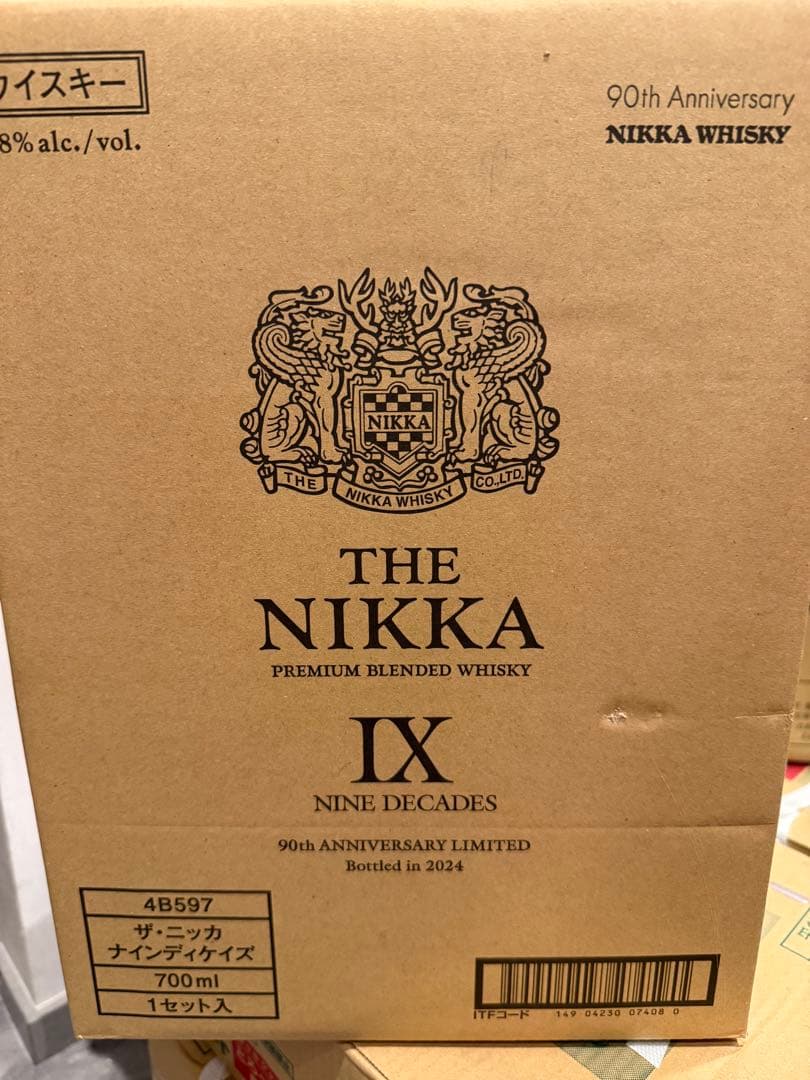 ウイスキー
8% alc./vol.
90th Anniversary
NIKKA WHISKY
NIKKA
THE NIKKA WHISKY CO.,LTD.
THE
NIKKA
PREMIUM BLENDED WHISKY
IX
NINE DECADES
90th ANNIVERSARY LIMITED
Bottled in 2024
4B597
ザ・ニッカ
ナインディケイズ
700ml
1セット入
ITFコード 149 04230 07408 0